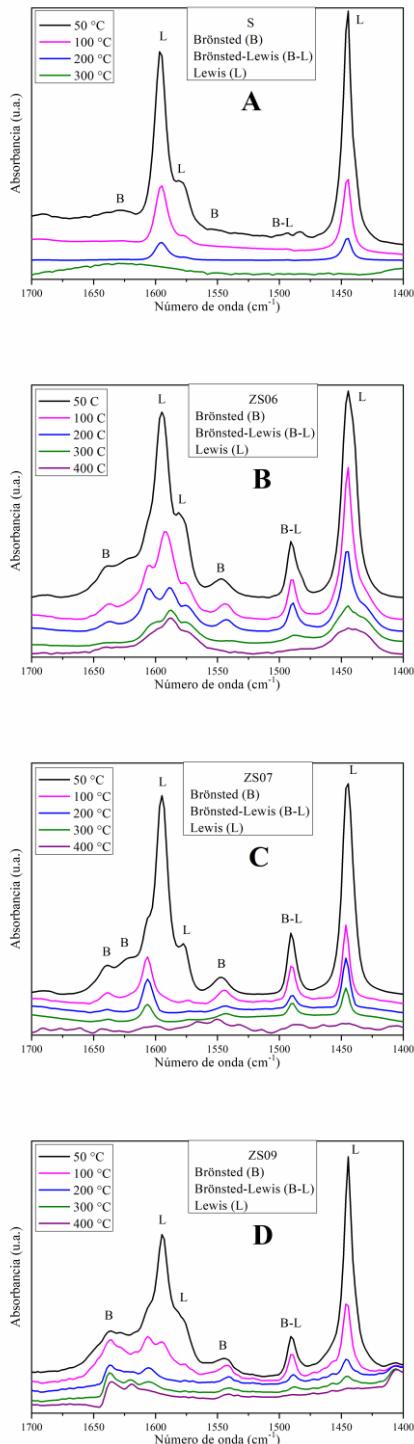 S
Brönsted (B)
Brönsted-Lewis (B-L)
Lewis (L)
A
50 °C
100 °C
200 °C
300 °C
L
L
B
L
B
B-L
Absorbancia (u.a.)
1700 1650 1600 1550 1500 1450 1400
Número de onda (cm-1)
ZS06
Brönsted (B)
Brönsted-Lewis (B-L)
Lewis (L)
B
50 C
100 C
200 C
300 C
400 C
L
L
L
B-L
B
B
Absorbancia (u.a.)
1700 1650 1600 1550 1500 1450 1400
Número de onda (cm-1)
ZS07
Brönsted (B)
Brönsted-Lewis (B-L)
Lewis (L)
C
50 °C
100 °C
200 °C
300 °C
400 °C
L
L
B-L
B B
L
B
Absorbancia (u.a.)
1700 1650 1600 1550 1500 1450 1400
Número de onda (cm-1)
ZS09
Brönsted (B)
Brönsted-Lewis (B-L)
Lewis (L)
D
50 °C
100 °C
200 °C
300 °C
400 °C
L
L
L
B
B
B-L
Absorbancia (u.a.)
1700 1650 1600 1550 1500 1450 1400
Número de onda (cm-1)